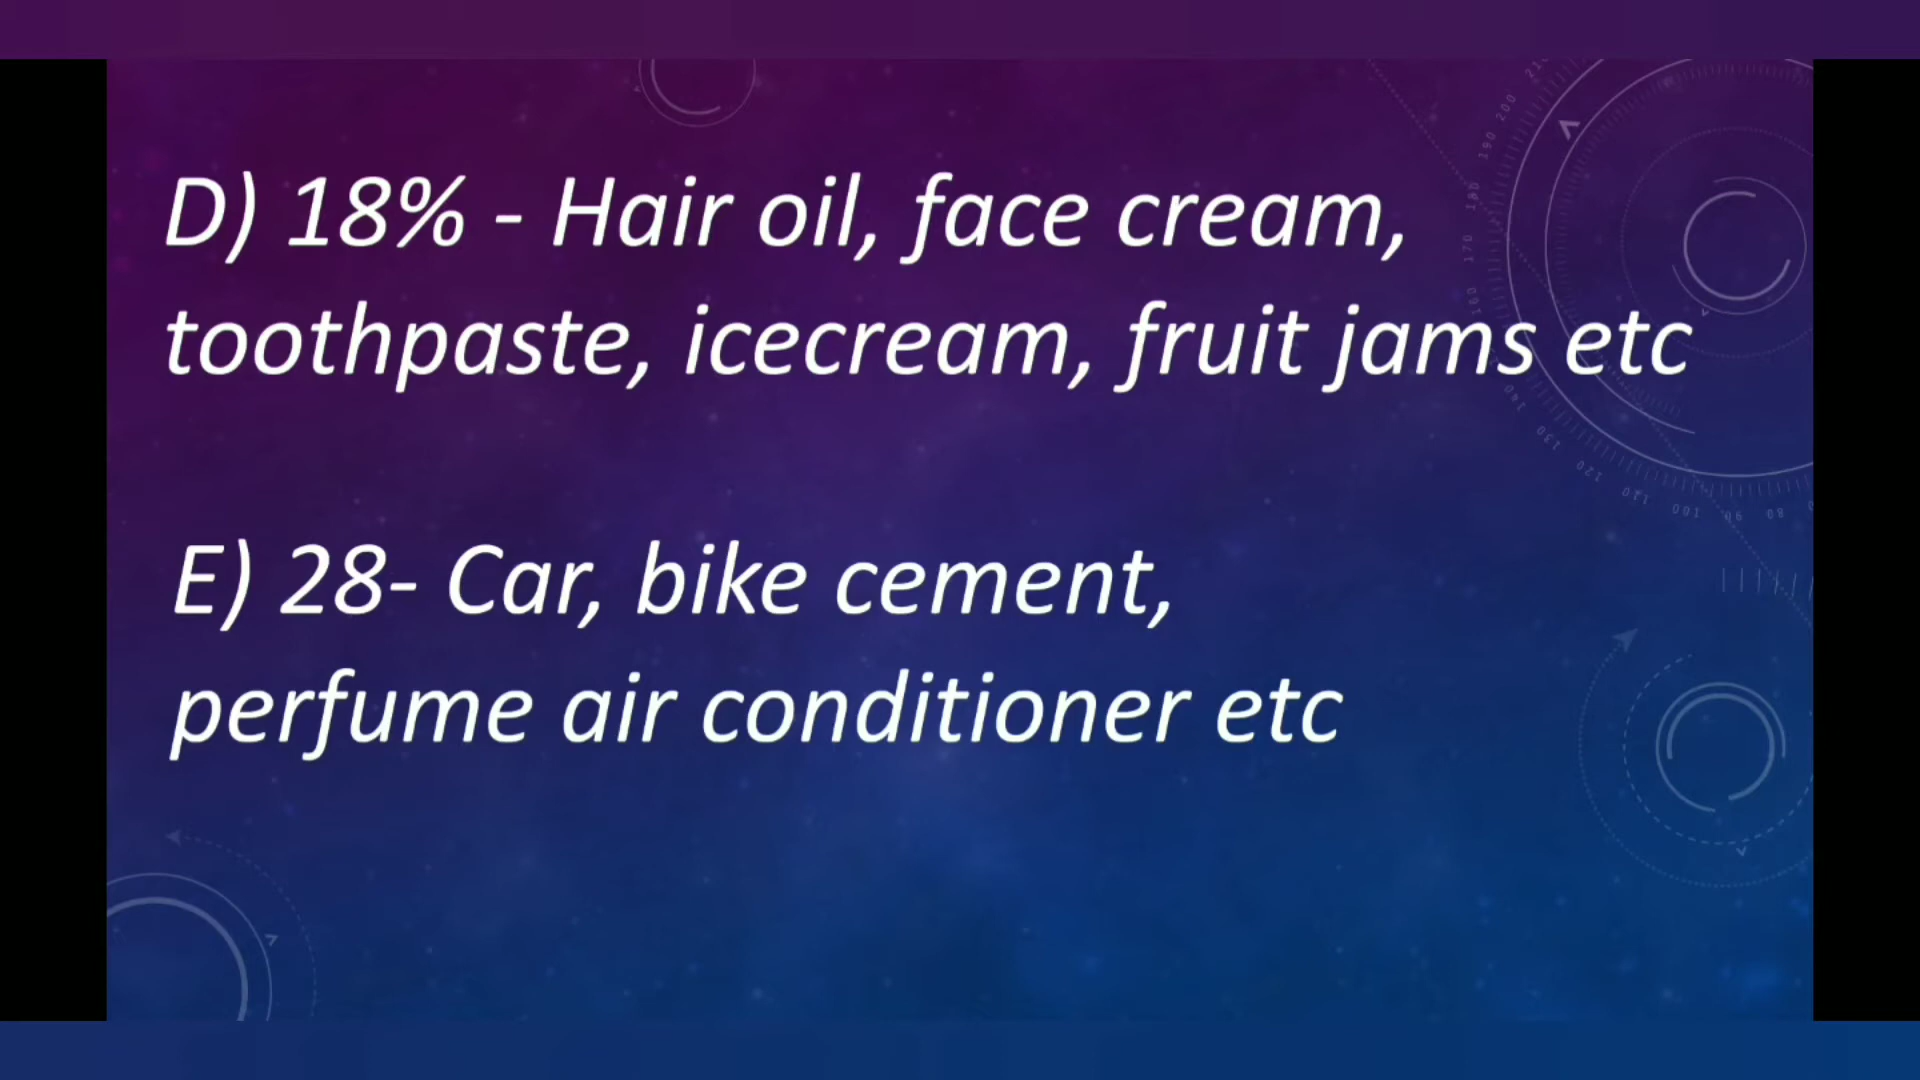 D) 18% - Hair oil, face cream,
toothpaste, icecream, fruit jams etc
E) 28- Car, bike cement,
perfume air conditioner etc